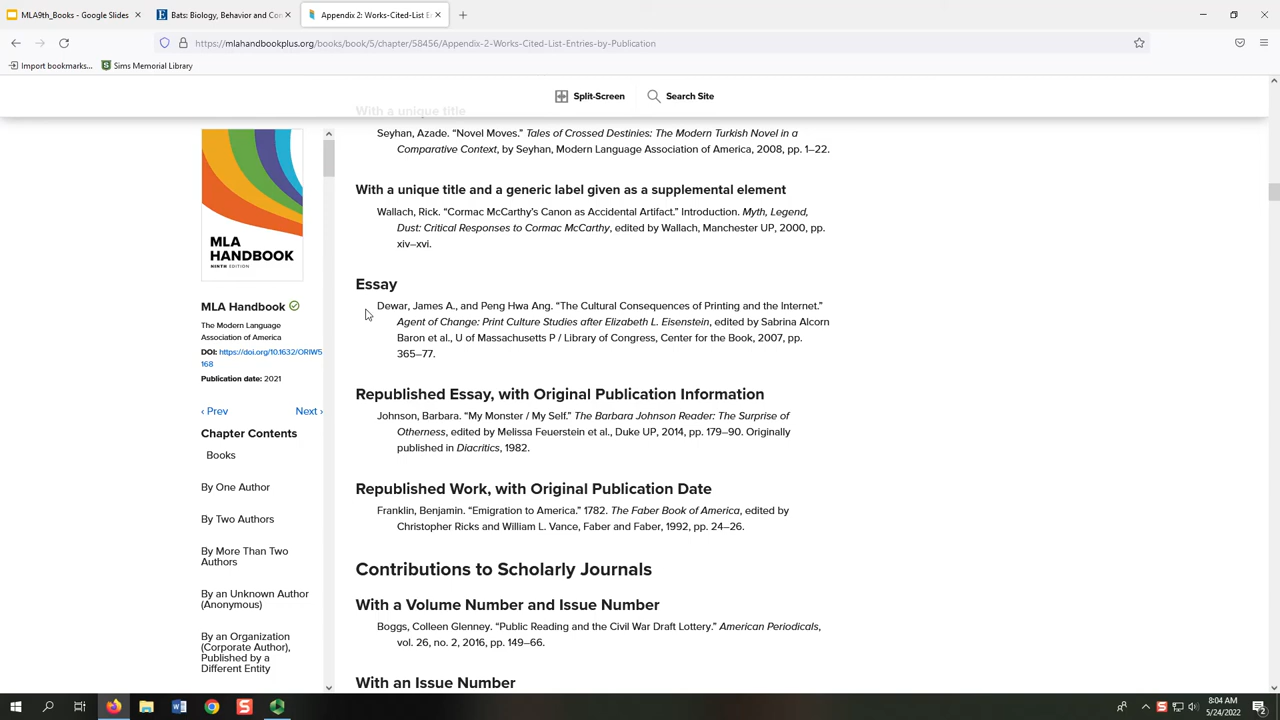 MLA9th_Books - Google Slides
Bats: Biology, Behavior and Con
Appendix 2: Works-Cited-List En
https://mlahandbookplus.org/books/book/5/chapter/58456/Appendix-2-Works-Cited-List-Entries-by-Publication
Import bookmarks...
Sims Memorial Library
Split-Screen
Search Site
MLA
HANDBOOK
NINTH EDITION
MLA Handbook
The Modern Language
Association of America
DOI: https://doi.org/10.1632/ORIW5
168
Publication date: 2021
‹ Prev
Next ›
Chapter Contents
Books
By One Author
By Two Authors
By More Than Two
Authors
By an Unknown Author
(Anonymous)
By an Organization
(Corporate Author),
Published by a
Different Entity
With a unique title
Seyhan, Azade. “Novel Moves.” Tales of Crossed Destinies: The Modern Turkish Novel in a
Comparative Context, by Seyhan, Modern Language Association of America, 2008, pp. 1–22.
With a unique title and a generic label given as a supplemental element
Wallach, Rick. “Cormac McCarthy’s Canon as Accidental Artifact.” Introduction. Myth, Legend,
Dust: Critical Responses to Cormac McCarthy, edited by Wallach, Manchester UP, 2000, pp.
xiv–xvi.
Essay
Dewar, James A., and Peng Hwa Ang. “The Cultural Consequences of Printing and the Internet.”
Agent of Change: Print Culture Studies after Elizabeth L. Eisenstein, edited by Sabrina Alcorn
Baron et al., U of Massachusetts P / Library of Congress, Center for the Book, 2007, pp.
365–77.
Republished Essay, with Original Publication Information
Johnson, Barbara. “My Monster / My Self.” The Barbara Johnson Reader: The Surprise of
Otherness, edited by Melissa Feuerstein et al., Duke UP, 2014, pp. 179–90. Originally
published in Diacritics, 1982.
Republished Work, with Original Publication Date
Franklin, Benjamin. “Emigration to America.” 1782. The Faber Book of America, edited by
Christopher Ricks and William L. Vance, Faber and Faber, 1992, pp. 24–26.
Contributions to Scholarly Journals
With a Volume Number and Issue Number
Boggs, Colleen Glenney. “Public Reading and the Civil War Draft Lottery.” American Periodicals,
vol. 26, no. 2, 2016, pp. 149–66.
With an Issue Number
8:04 AM
5/24/2022